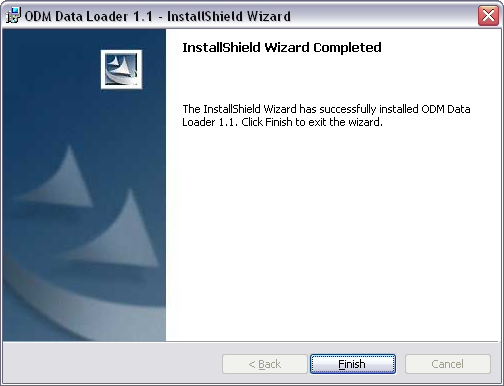 ODM Data Loader 1.1 - InstallShield Wizard
InstallShield Wizard Completed
The InstallShield Wizard has successfully installed ODM Data
Loader 1.1. Click Finish to exit the wizard.
< Back Finish Cancel